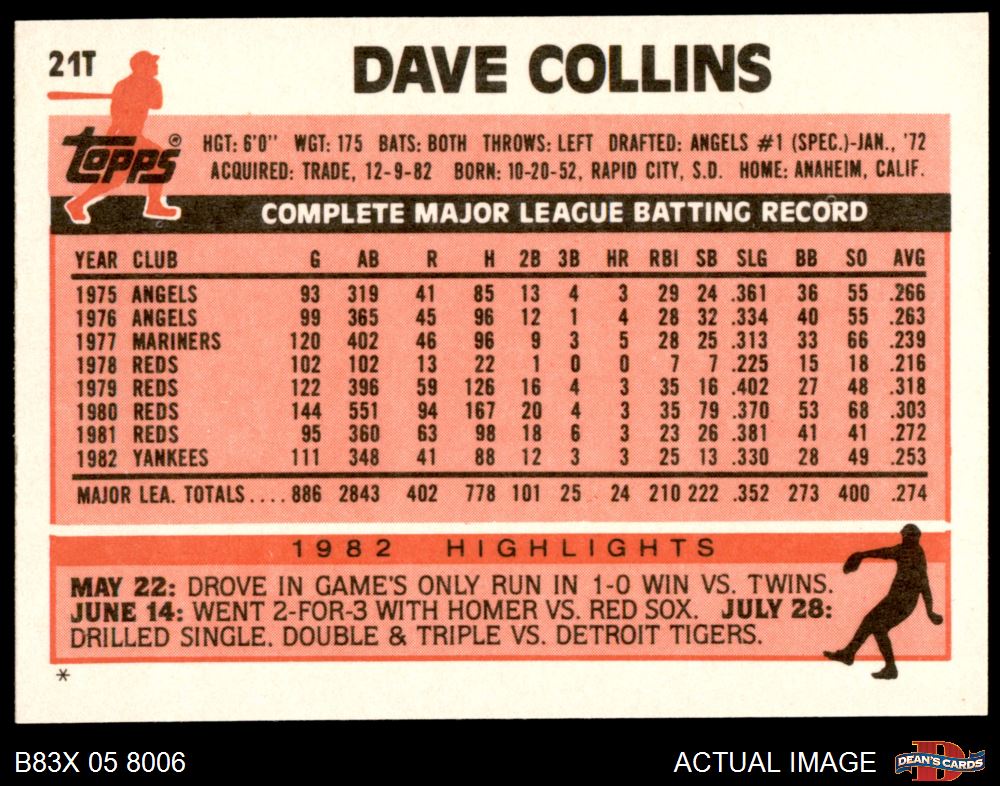 21T
DAVE COLLINS
Topps®
HGT: 6'0" WGT: 175 BATS: BOTH THROWS: LEFT DRAFTED: ANGELS #1 (SPEC.)-JAN., '72
ACQUIRED: TRADE, 12-9-82 BORN: 10-20-52, RAPID CITY, S.D. HOME: ANAHEIM, CALIF.
COMPLETE MAJOR LEAGUE BATTING RECORD
YEAR CLUB G AB R H 2B 3B HR RBI SB SLG BB SO AVG
1975 ANGELS 93 319 41 85 13 4 3 29 24 .361 36 55 .266
1976 ANGELS 99 365 45 96 12 1 4 28 32 .334 40 55 .263
1977 MARINERS 120 402 46 96 9 3 5 28 25 .313 33 66 .239
1978 REDS 102 102 13 22 1 0 0 7 7 .225 15 18 .216
1979 REDS 122 396 59 126 16 4 3 35 16 .402 27 48 .318
1980 REDS 144 551 94 167 20 4 3 35 79 .370 53 68 .303
1981 REDS 95 360 63 98 18 6 3 23 26 .381 41 41 .272
1982 YANKEES 111 348 41 88 12 3 3 25 13 .330 28 49 .253
MAJOR LEA. TOTALS.... 886 2843 402 778 101 25 24 210 222 .352 273 400 .274
1982 HIGHLIGHTS
MAY 22: DROVE IN GAME'S ONLY RUN IN 1-0 WIN VS. TWINS.
JUNE 14: WENT 2-FOR-3 WITH HOMER VS. RED SOX. JULY 28:
DRILLED SINGLE. DOUBLE & TRIPLE VS. DETROIT TIGERS.
*
B83X 05 8006
ACTUAL IMAGE
D
DEAN'S CARDS